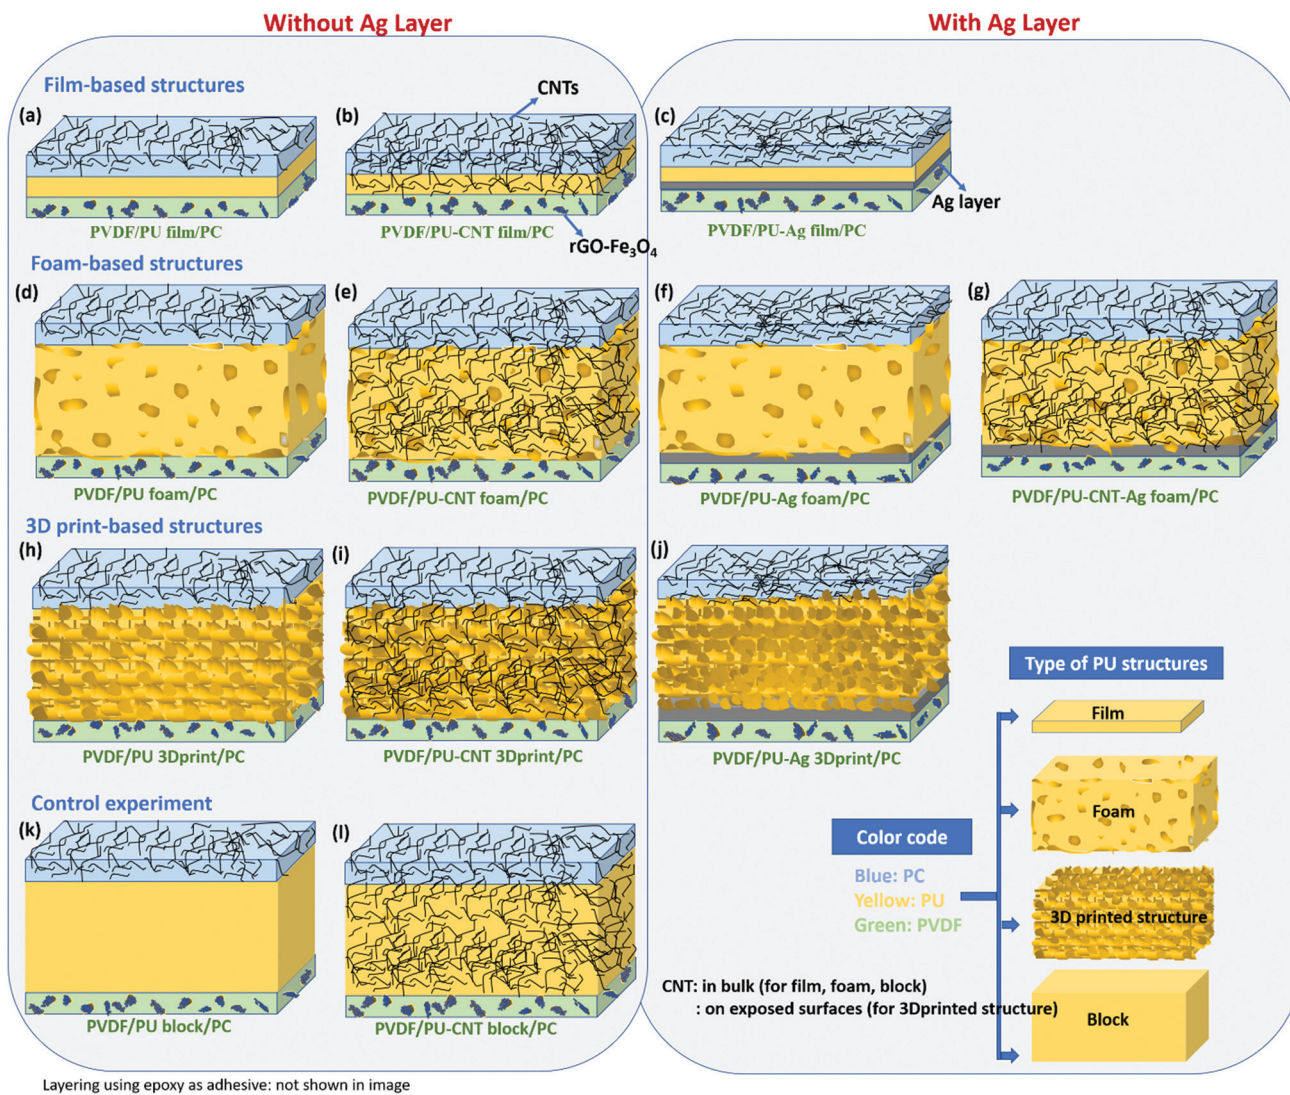 Without Ag Layer
With Ag Layer
Film-based structures
(a)
(b)
CNTs
(c)
Ag layer
PVDF/PU film/PC
PVDF/PU-CNT film/PC
PVDF/PU-Ag film/PC
rGO-Fe₃O₄
Foam-based structures
(d)
(e)
(f)
(g)
PVDF/PU foam/PC
PVDF/PU-CNT foam/PC
PVDF/PU-Ag foam/PC
PVDF/PU-CNT-Ag foam/PC
3D print-based structures
(h)
(i)
(j)
PVDF/PU 3Dprint/PC
PVDF/PU-CNT 3Dprint/PC
PVDF/PU-Ag 3Dprint/PC
Type of PU structures
Film
Foam
3D printed structure
Block
Color code
Blue: PC
Yellow: PU
Green: PVDF
Control experiment
(k)
(l)
PVDF/PU block/PC
PVDF/PU-CNT block/PC
CNT: in bulk (for film, foam, block)
: on exposed surfaces (for 3Dprinted structure)
Layering using epoxy as adhesive: not shown in image